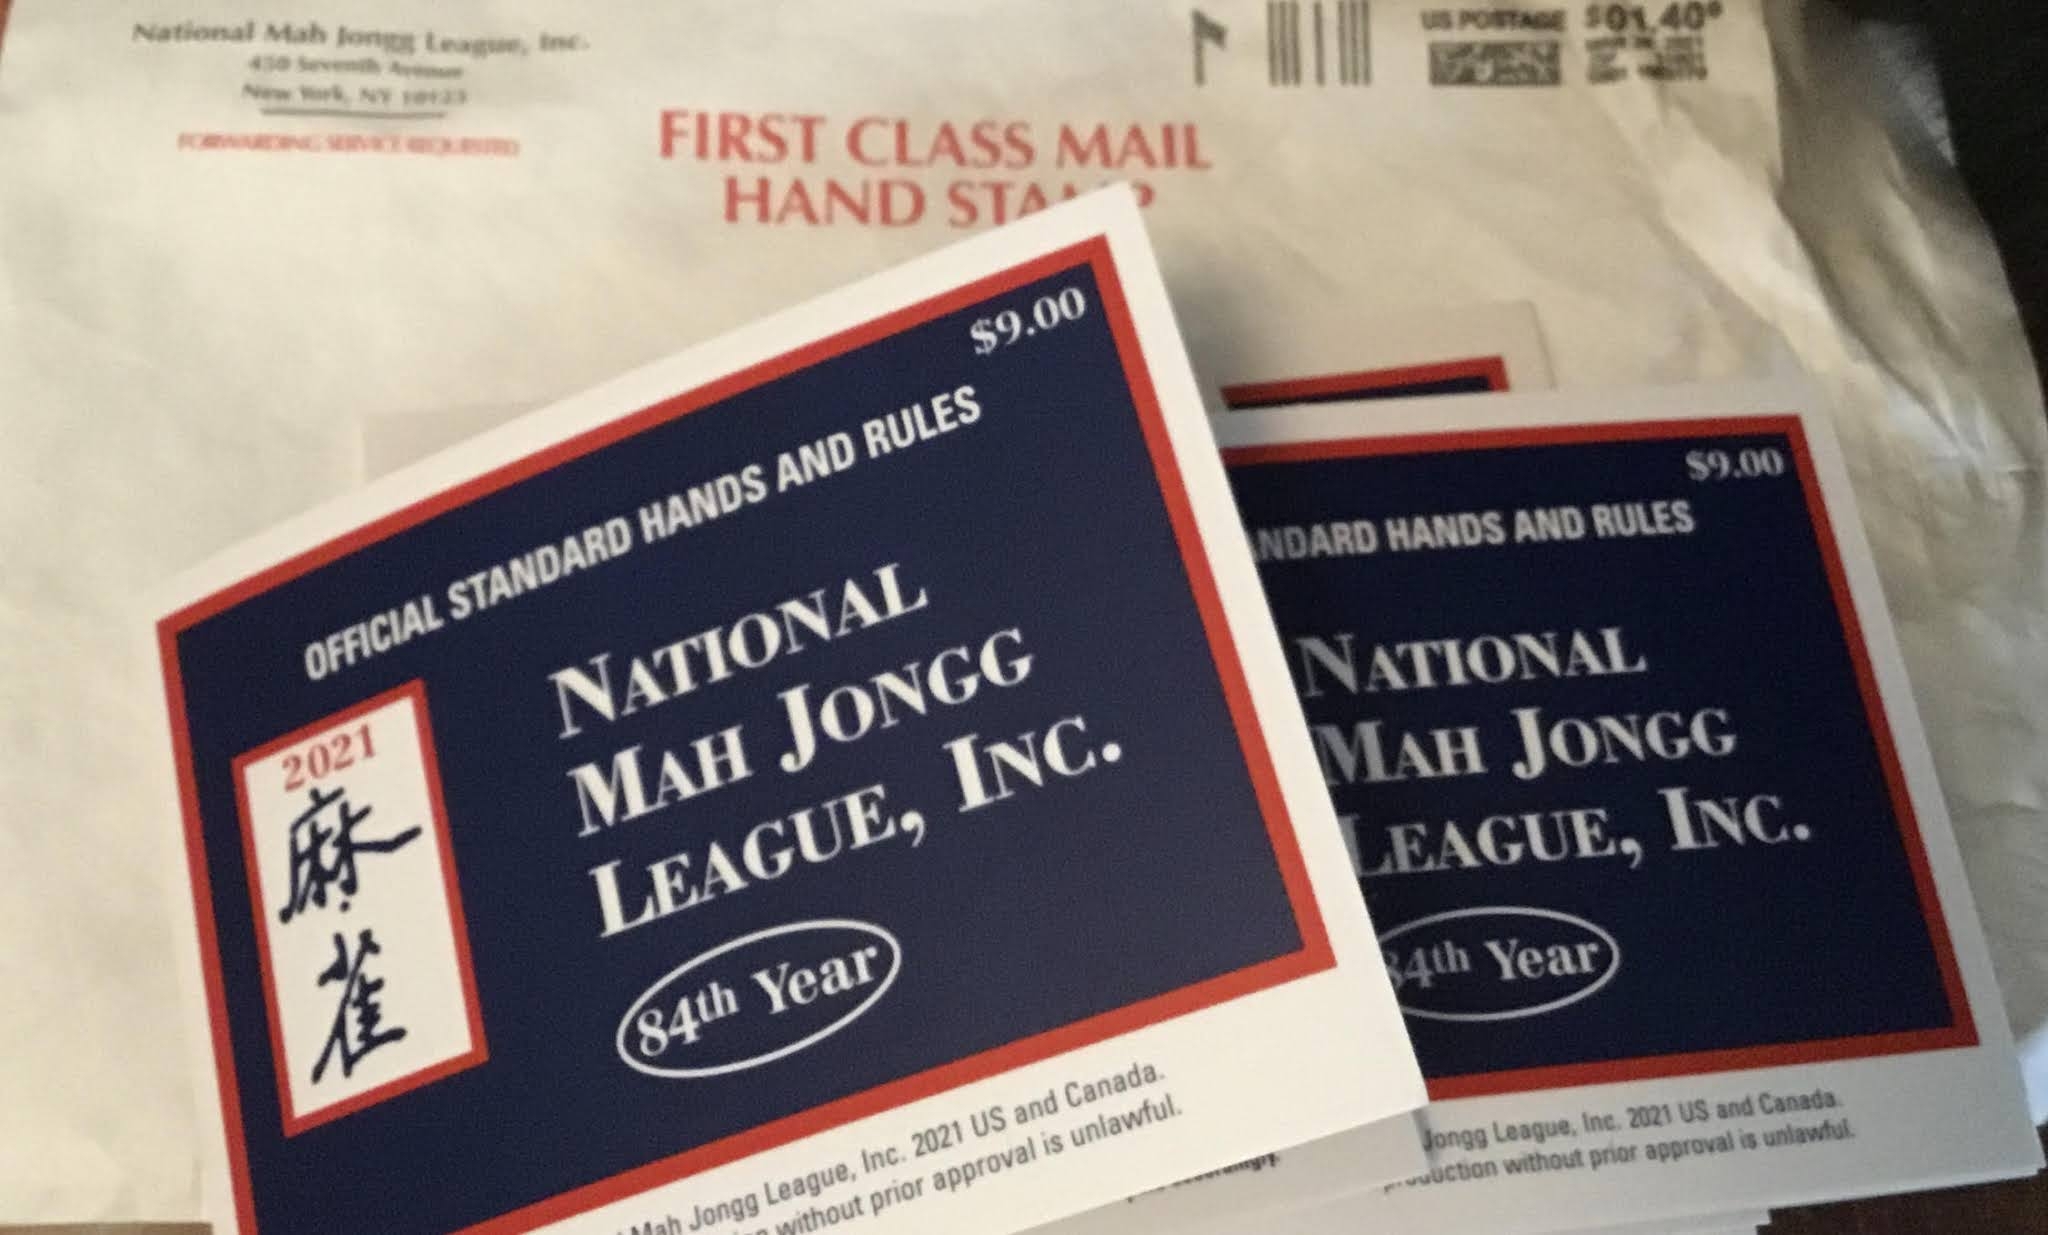 National Mah Jongg League, Inc.
450 Seventh Avenue
New York, NY 10123
FORWARDING SERVICE REQUESTED
US POSTAGE $01.40⁰
FIRST CLASS MAIL
HAND STAMP
$9.00
OFFICIAL STANDARD HANDS AND RULES
2021
麻
雀
NATIONAL
MAH JONGG
LEAGUE, INC.
84th Year
Mah Jongg League, Inc. 2021 US and Canada.
without prior approval is unlawful.
$9.00
NDARD HANDS AND RULES
NATIONAL
MAH JONGG
LEAGUE, INC.
84th Year
Jongg League, Inc. 2021 US and Canada.
uction without prior approval is unlawful.